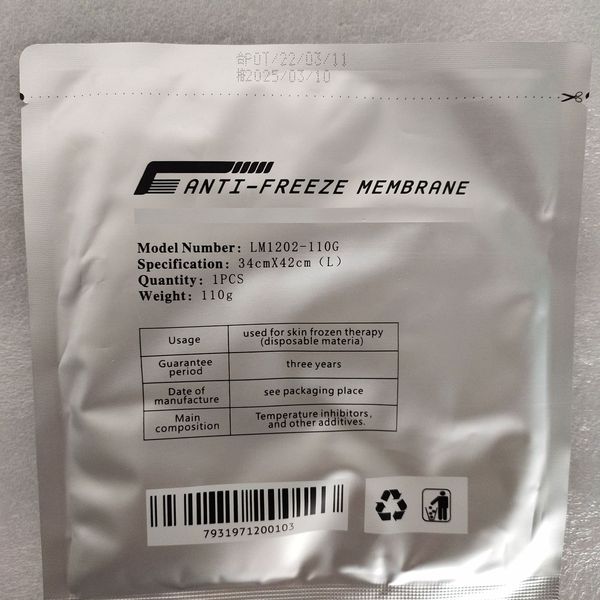 22/03/11
2025/03/10
ANTI-FREEZE MEMBRANE
Model Number: LM1202-110G
Specification: 34cmX42cm (L)
Quantity: 1PCS
Weight: 110g
Usage used for skin frozen therapy
(disposable materia)
Guarantee
period three years
Date of
manufacture see packaging place
Main
composition Temperature inhibitors,
and other additives.
7931971200103